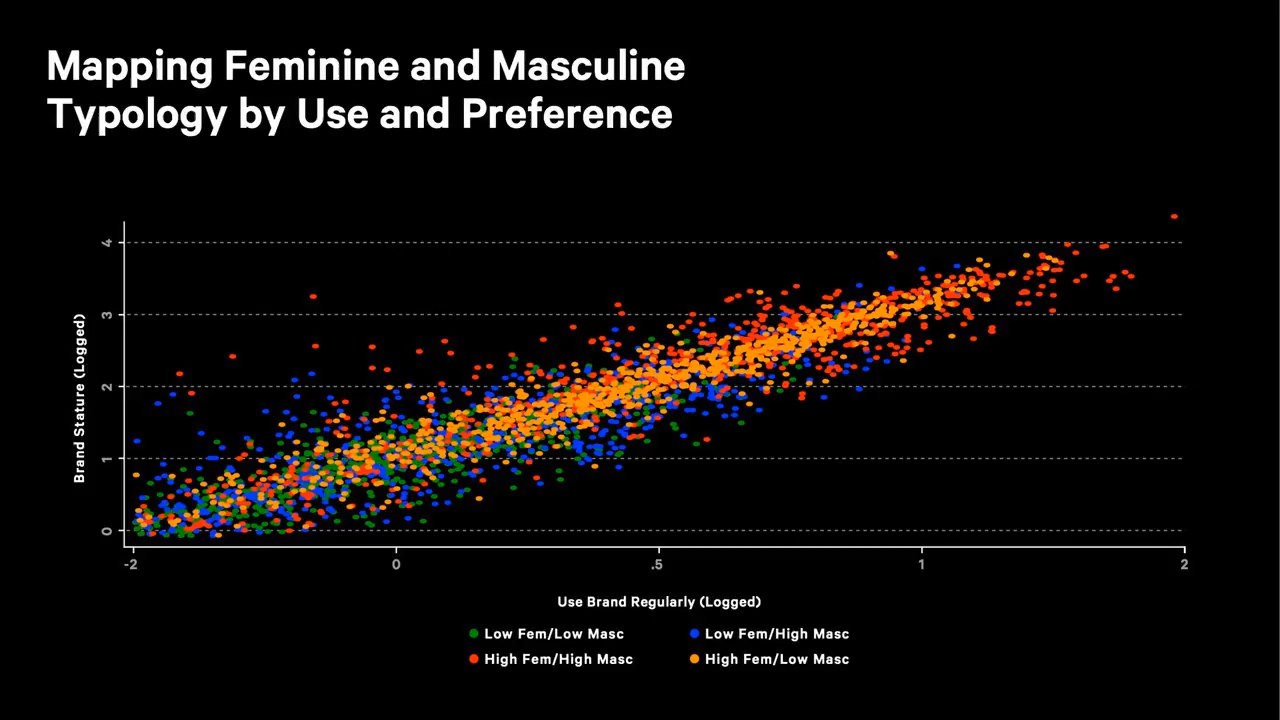 Mapping Feminine and Masculine
Typology by Use and Preference
Brand Stature (Logged)
4
3
2
1
0
-2
0
.5
1
2
Use Brand Regularly (Logged)
Low Fem/Low Masc
Low Fem/High Masc
High Fem/High Masc
High Fem/Low Masc